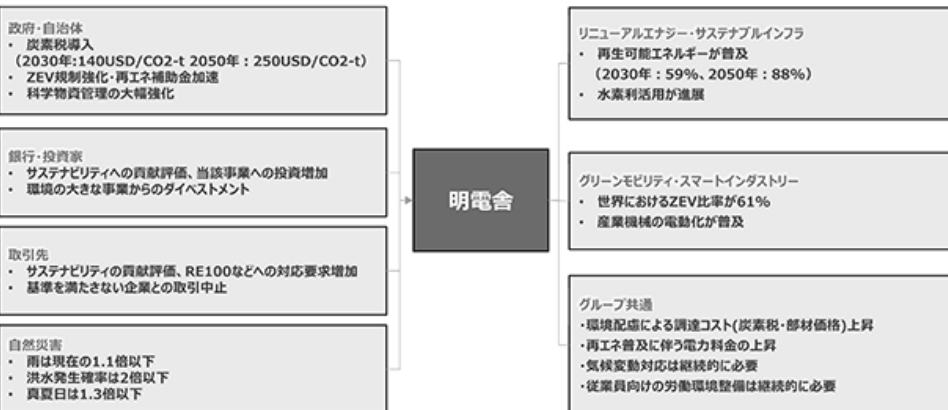 政府・自治体
・ 炭素税導入
（2030年:140USD/CO2-t 2050年：250USD/CO2-t）
・ ZEV規制強化・再エネ補助金加速
・ 科学物資管理の大幅強化
銀行・投資家
・ サステナビリティへの貢献評価、当該事業への投資増加
・ 環境の大きな事業からのダイベストメント
取引先
・ サステナビリティの貢献評価、RE100などへの対応要求増加
・ 基準を満たさない企業との取引中止
自然災害
・ 雨は現在の1.1倍以下
・ 洪水発生確率は2倍以下
・ 真夏日は1.3倍以下
明電舎
リニューアルエナジー・サステナブルインフラ
・ 再生可能エネルギーが普及
（2030年：59%、2050年：88%）
・ 水素利活用が進展
グリーンモビリティ・スマートインダストリー
・ 世界におけるZEV比率が61%
・ 産業機械の電動化が普及
グループ共通
・環境配慮による調達コスト(炭素税・部材価格)上昇
・再エネ普及に伴う電力料金の上昇
・気候変動対応は継続的に必要
・従業員向けの労働環境整備は継続的に必要